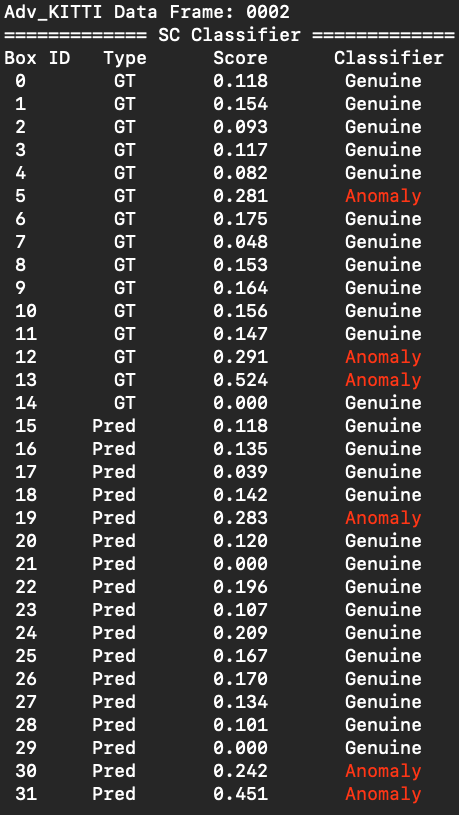 Adv_KITTI Data Frame: 0002
============= SC Classifier =============
Box ID Type Score Classifier
0 GT 0.118 Genuine
1 GT 0.154 Genuine
2 GT 0.093 Genuine
3 GT 0.117 Genuine
4 GT 0.082 Genuine
5 GT 0.281 Anomaly
6 GT 0.175 Genuine
7 GT 0.048 Genuine
8 GT 0.153 Genuine
9 GT 0.164 Genuine
10 GT 0.156 Genuine
11 GT 0.147 Genuine
12 GT 0.291 Anomaly
13 GT 0.524 Anomaly
14 GT 0.000 Genuine
15 Pred 0.118 Genuine
16 Pred 0.135 Genuine
17 Pred 0.039 Genuine
18 Pred 0.142 Genuine
19 Pred 0.283 Anomaly
20 Pred 0.120 Genuine
21 Pred 0.000 Genuine
22 Pred 0.196 Genuine
23 Pred 0.107 Genuine
24 Pred 0.209 Genuine
25 Pred 0.167 Genuine
26 Pred 0.170 Genuine
27 Pred 0.134 Genuine
28 Pred 0.101 Genuine
29 Pred 0.000 Genuine
30 Pred 0.242 Anomaly
31 Pred 0.451 Anomaly